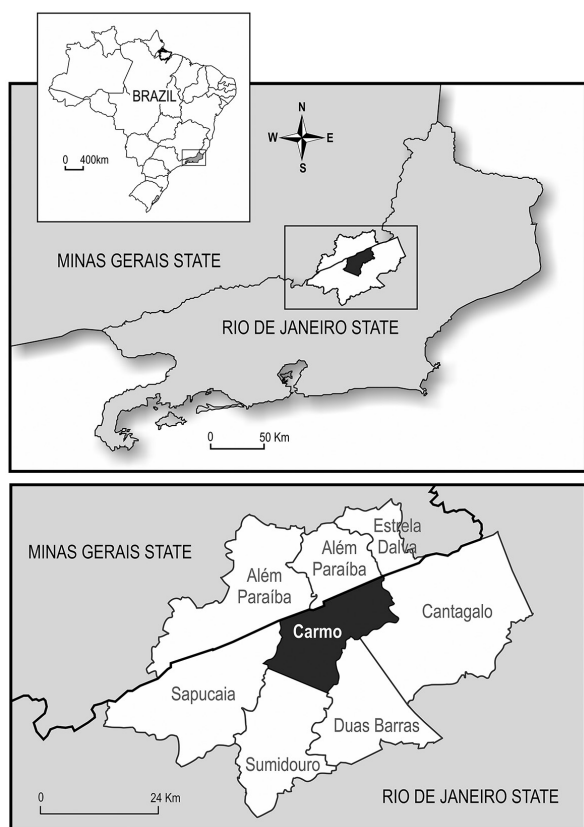 BRAZIL
0 400km
N
W E
S
MINAS GERAIS STATE
RIO DE JANEIRO STATE
0 50 Km
MINAS GERAIS STATE
Estrela
Dalva
Além
Paraíba
Além
Paraíba
Carmo
Cantagalo
Sapucaia
Duas Barras
Sumidouro
0 24 Km
RIO DE JANEIRO STATE